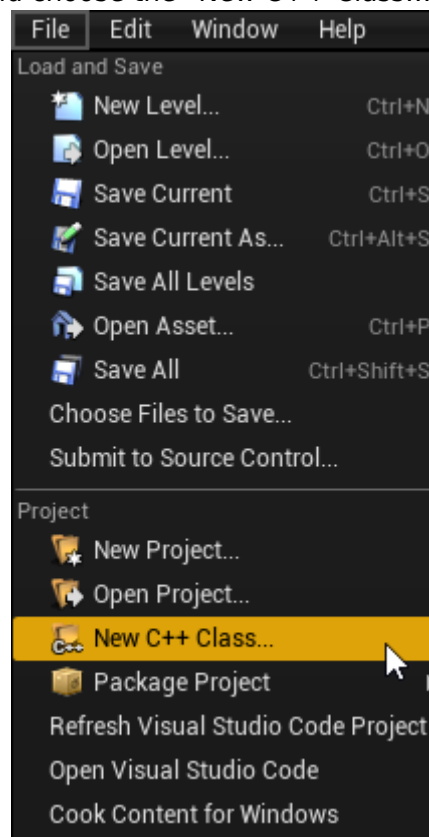 File Edit Window Help
Load and Save
New Level... Ctrl+N
Open Level... Ctrl+O
Save Current Ctrl+S
Save Current As... Ctrl+Alt+S
Save All Levels
Open Asset... Ctrl+P
Save All Ctrl+Shift+S
Choose Files to Save...
Submit to Source Control...
Project
New Project...
Open Project...
New C++ Class...
Package Project
Refresh Visual Studio Code Project
Open Visual Studio Code
Cook Content for Windows